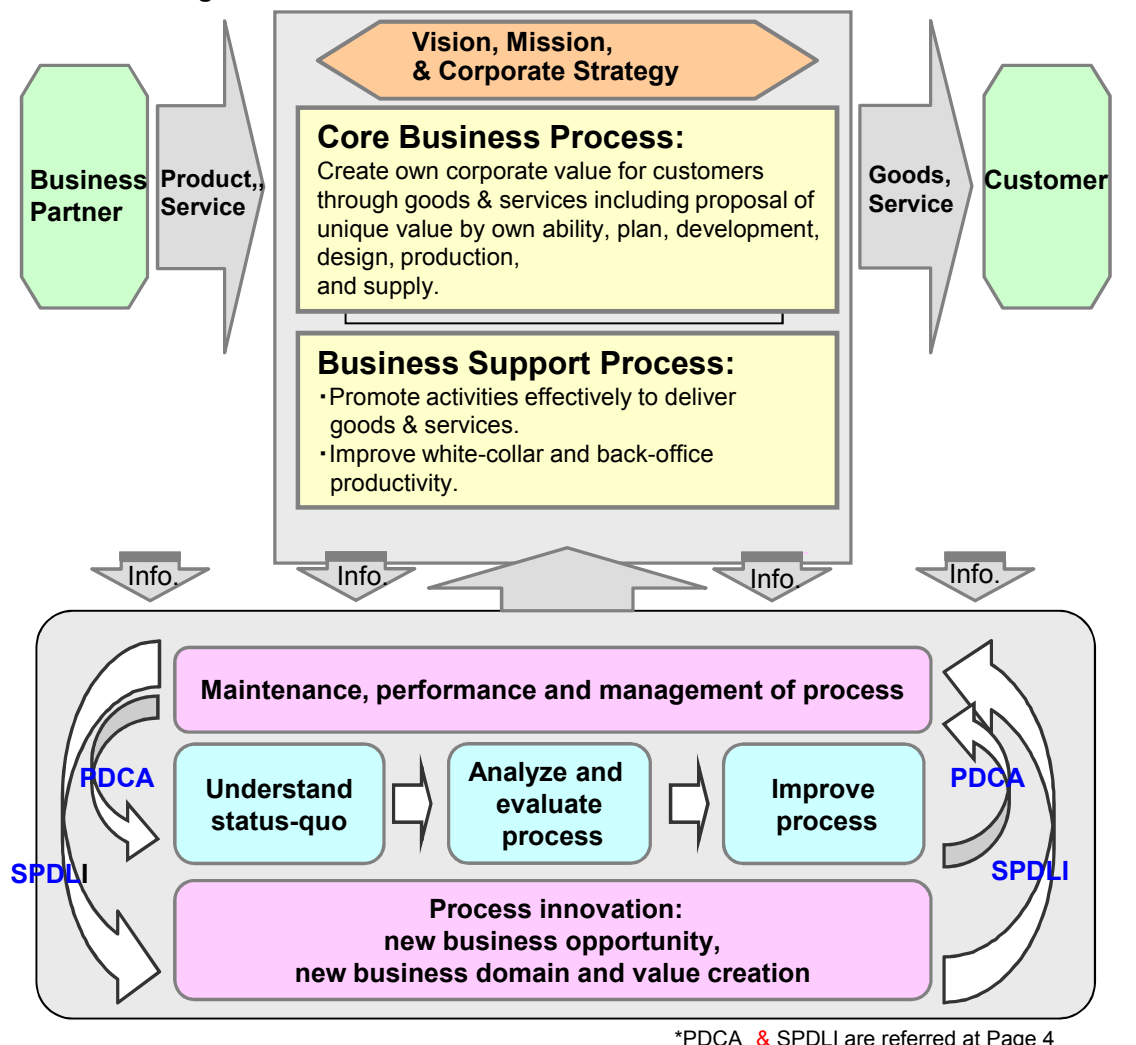 Vision, Mission,
& Corporate Strategy
Business
Partner
Product,,
Service
Core Business Process:
Create own corporate value for customers
through goods & services including proposal of
unique value by own ability, plan, development,
design, production,
and supply.
Goods,
Service
Customer
Business Support Process:
・Promote activities effectively to deliver
goods & services.
・Improve white-collar and back-office
productivity.
Info.
Info.
Info.
Info.
Maintenance, performance and management of process
PDCA
Understand
status-quo
Analyze and
evaluate
process
Improve
process
PDCA
SPDLI
SPDLI
Process innovation:
new business opportunity,
new business domain and value creation
*PDCA & SPDLI are referred at Page 4